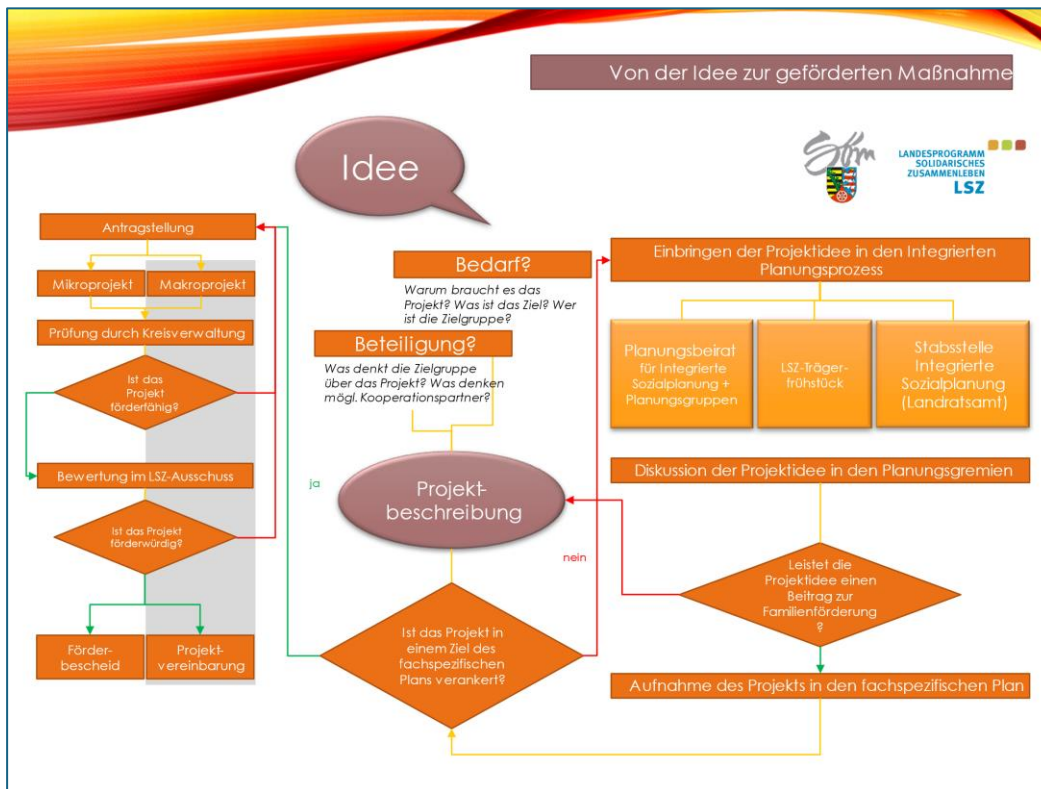 Von der Idee zur geförderten Maßnahme
Idee
LANDESPROGRAMM
SOLIDARISCHES
ZUSAMMENLEBEN
LSZ
Antragstellung
Mikroprojekt
Makroprojekt
Prüfung durch Kreisverwaltung
Ist das
Projekt
förderfähig?
Bewertung im LSZ-Ausschuss
Ist das Projekt
förderwürdig?
Förder-
bescheid
Projekt-
vereinbarung
Bedarf?
Warum braucht es das
Projekt? Was ist das Ziel? Wer
ist die Zielgruppe?
Beteiligung?
Was denkt die Zielgruppe
über das Projekt? Was denken
mögl. Kooperationspartner?
ja
Projekt-
beschreibung
nein
Ist das Projekt in
einem Ziel des
fachspezifischen
Plans verankert?
Einbringen der Projektidee in den Integrierten
Planungsprozess
Planungsbeirat
für Integrierte
Sozialplanung +
Planungsgruppen
LSZ-Träger-
frühstück
Stabsstelle
Integrierte
Sozialplanung
(Landratsamt)
Diskussion der Projektidee in den Planungsgremien
Leistet die
Projektidee einen
Beitrag zur
Familienförderung
?
Aufnahme des Projekts in den fachspezifischen Plan